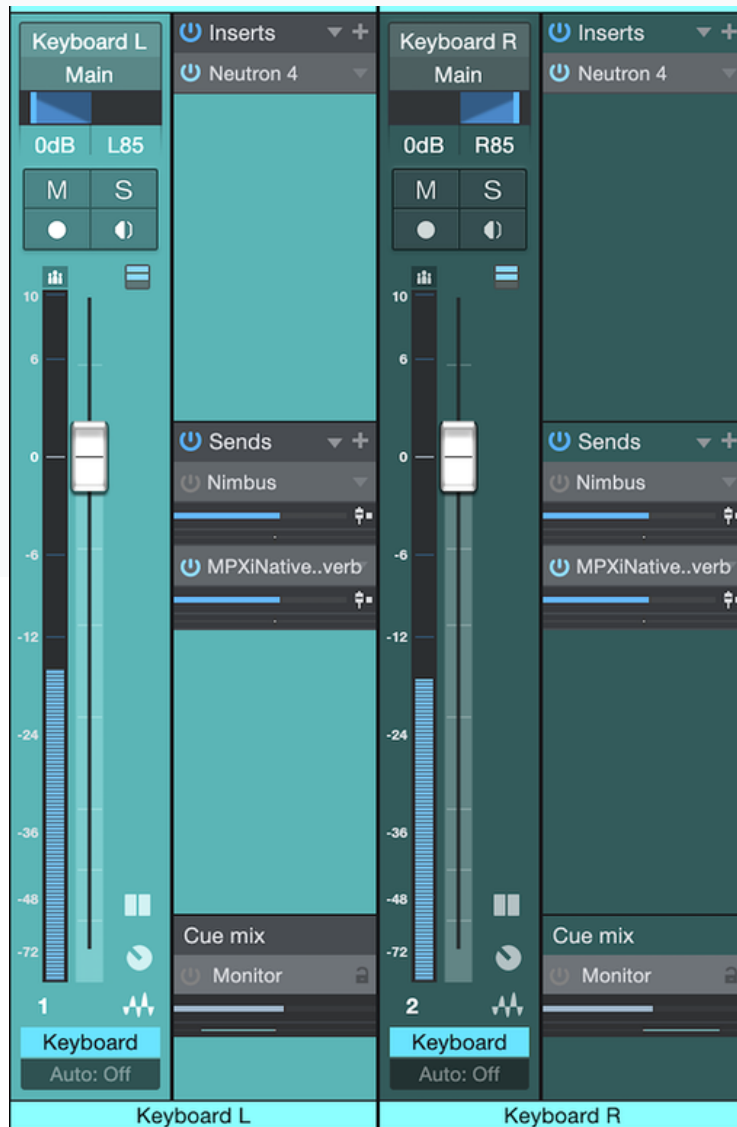 Keyboard L
Main
0dB L85
M S
10
6
0
-6
-12
-24
-36
-48
-72
1
Keyboard
Auto: Off
Inserts
Neutron 4
Sends
Nimbus
MPXiNative..verb
Cue mix
Monitor
Keyboard L
Keyboard R
Main
0dB R85
M S
10
6
0
-6
-12
-24
-36
-48
-72
2
Keyboard
Auto: Off
Inserts
Neutron 4
Sends
Nimbus
MPXiNative..verb
Cue mix
Monitor
Keyboard R